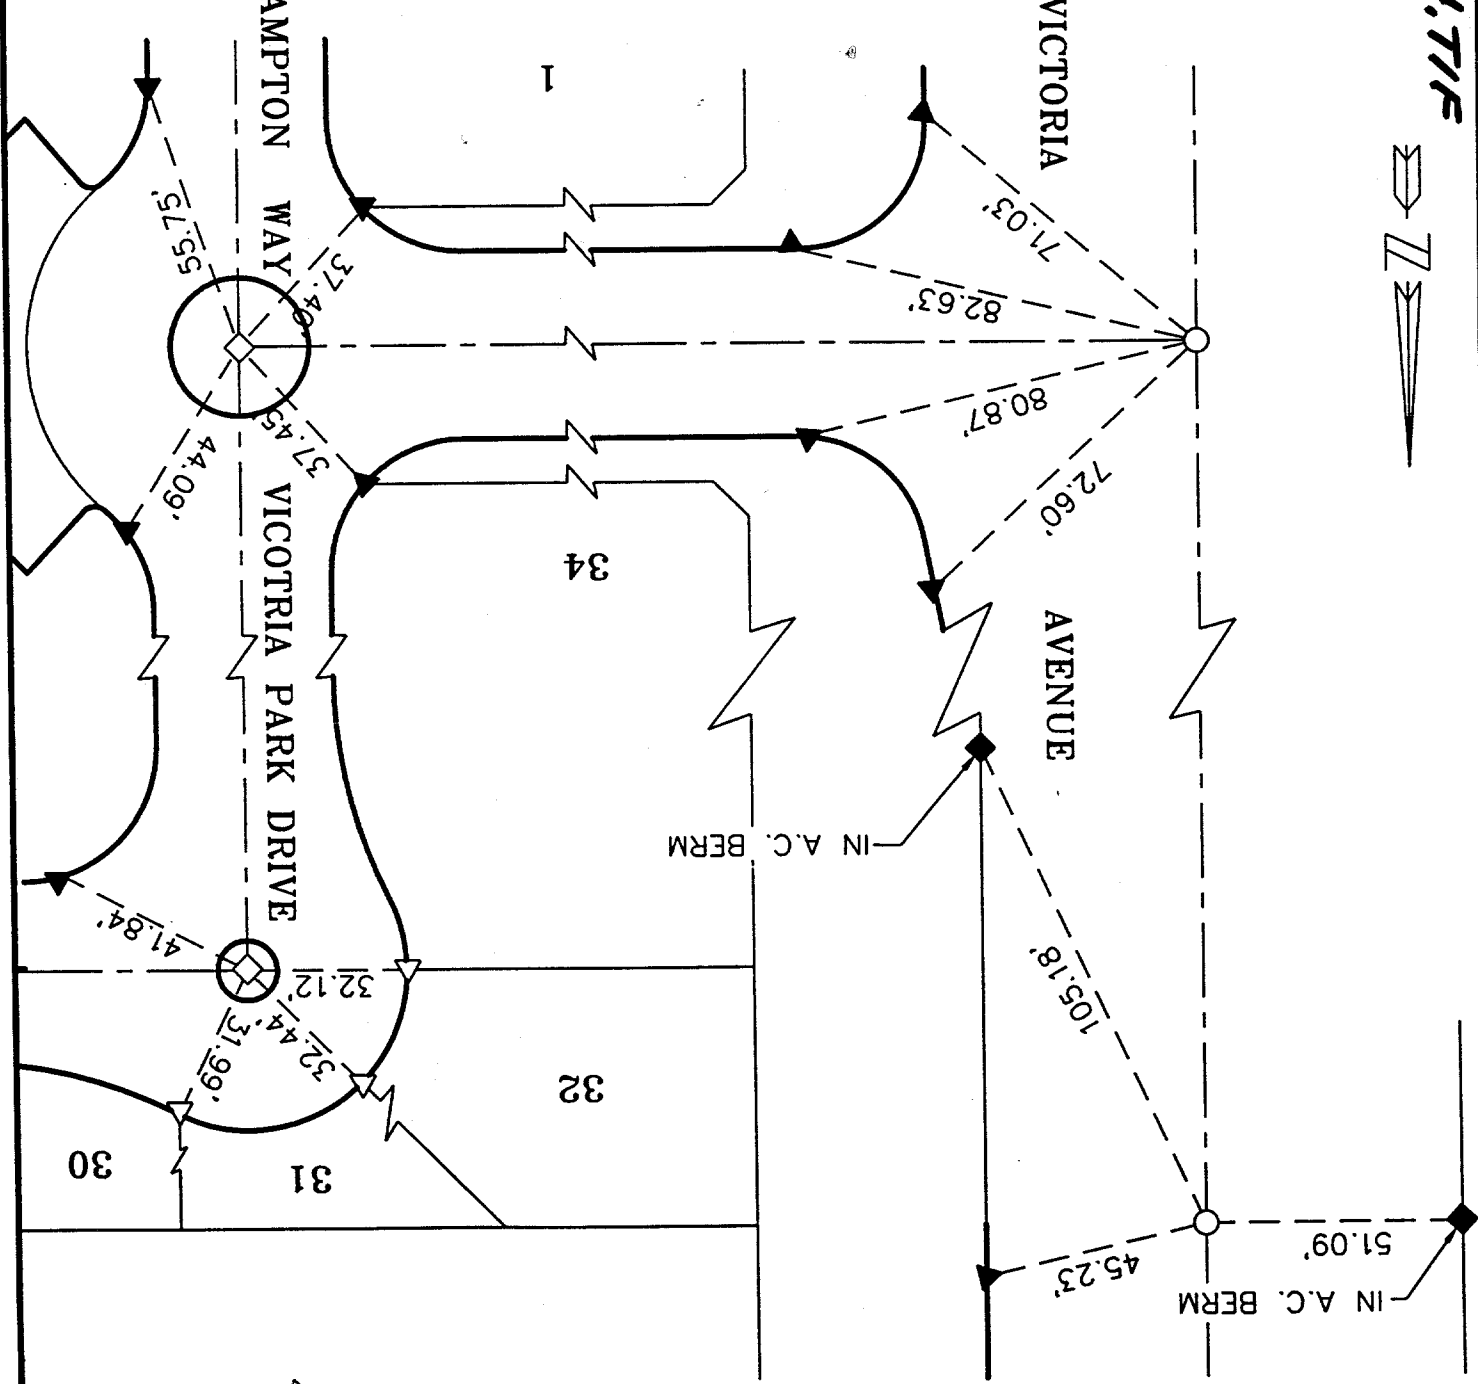 .TIF
N
VICTORIA
AVENUE
AMPTON WAY
VICOTRIA PARK DRIVE
1
34
32
31
30
55.75'
37.46'
44.09'
37.45'
71.03'
82.63'
80.87'
72.60'
IN A.C. BERM
105.18'
41.84'
32.12'
32.44'
31.99'
45.23'
51.09'
IN A.C. BERM